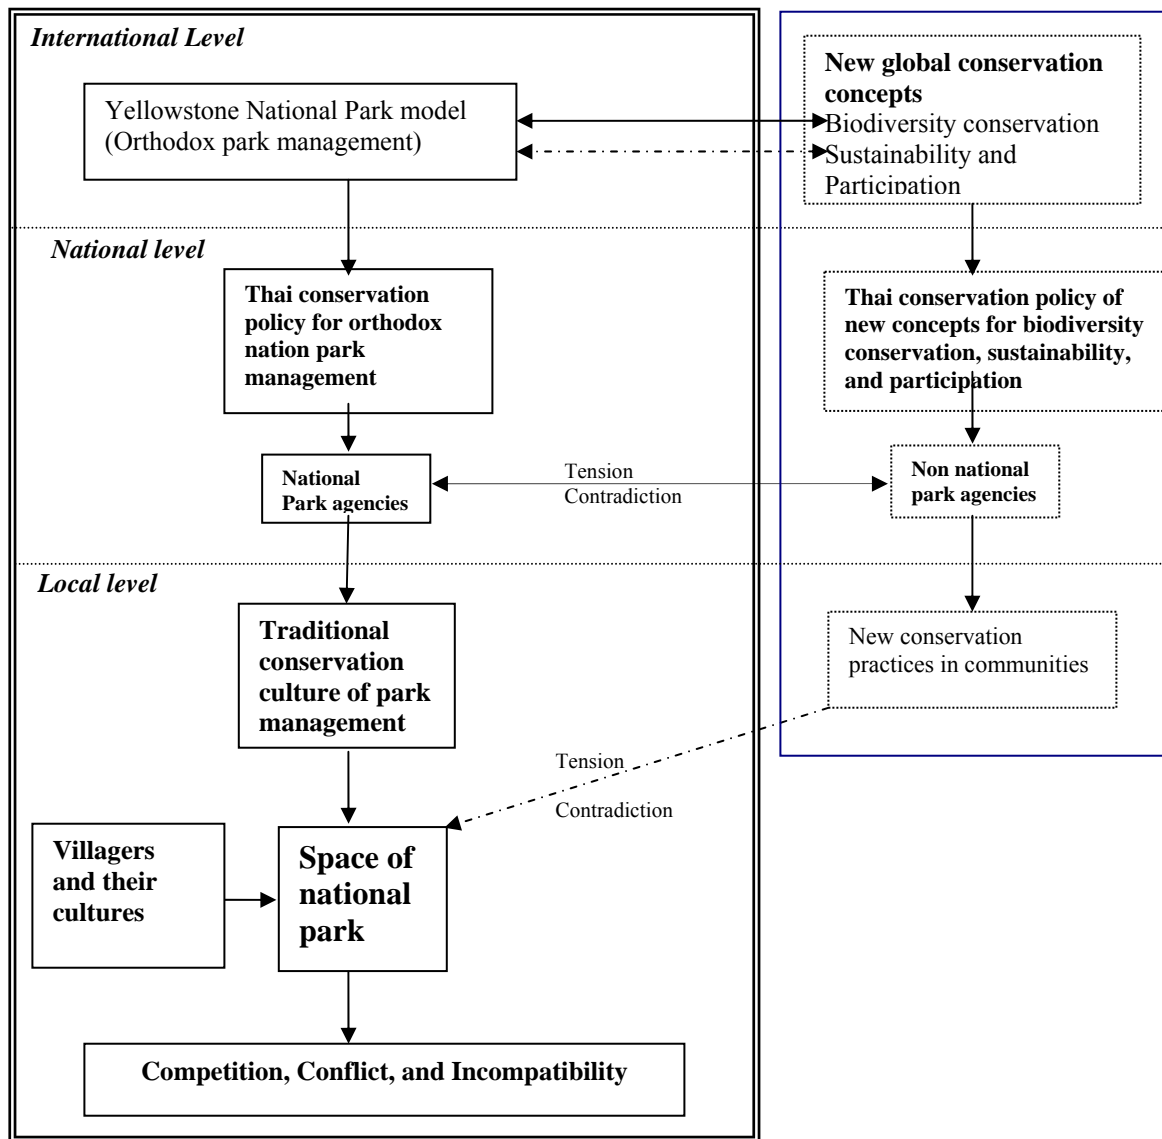 International Level
Yellowstone National Park model
(Orthodox park management)
New global conservation
concepts
Biodiversity conservation
Sustainability and
Participation
National level
Thai conservation
policy for orthodox
nation park
management
Thai conservation policy of
new concepts for biodiversity
conservation, sustainability,
and participation
National
Park agencies
Tension
Contradiction
Non national
park agencies
Local level
Traditional
conservation
culture of park
management
New conservation
practices in communities
Tension
Contradiction
Villagers
and their
cultures
Space of
national
park
Competition, Conflict, and Incompatibility